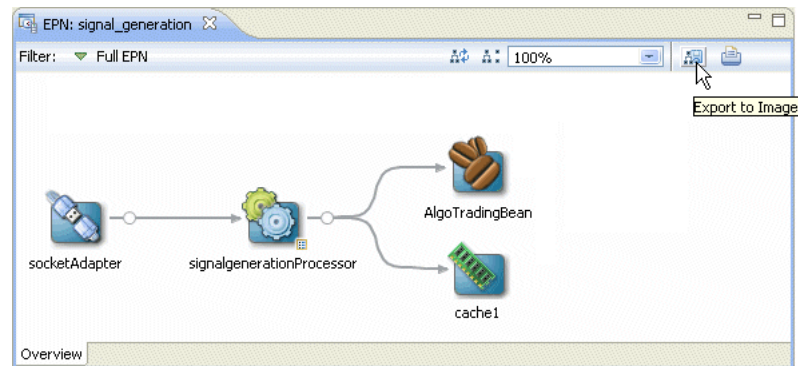 EPN: signal_generation
Filter: Full EPN 100%
Export to Image
AlgoTradingBean
socketAdapter signalgenerationProcessor
cache1
Overview